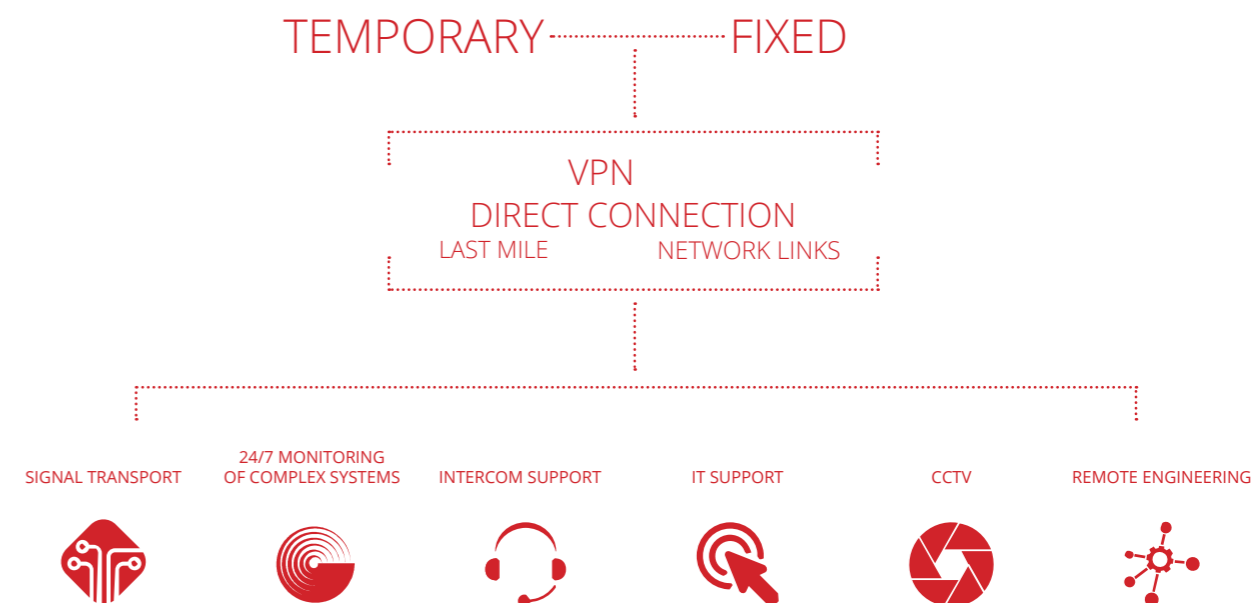 TEMPORARY FIXED
VPN
DIRECT CONNECTION
LAST MILE NETWORK LINKS
SIGNAL TRANSPORT
24/7 MONITORING
OF COMPLEX SYSTEMS
INTERCOM SUPPORT
IT SUPPORT
CCTV
REMOTE ENGINEERING